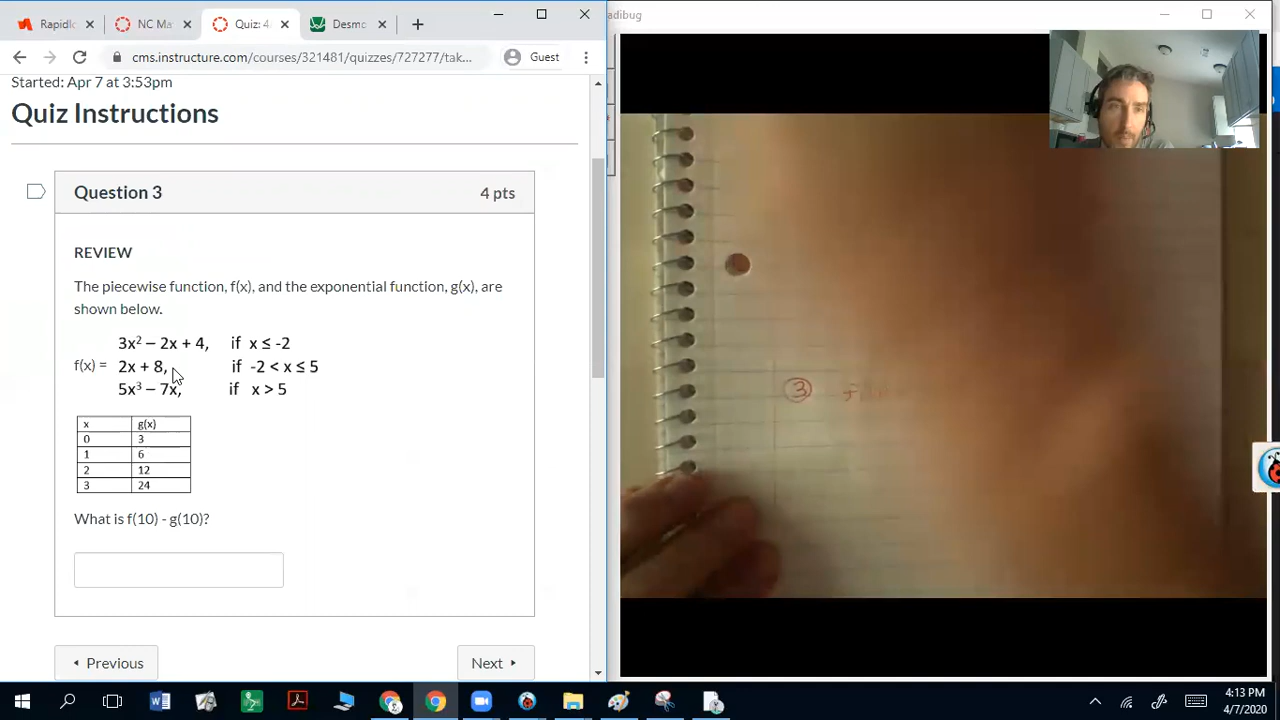 Rapidl
NC Ma
Quiz: 4
Desmo
adibug
cms.instructure.com/courses/321481/quizzes/727277/tak...
Guest
Started: Apr 7 at 3:53pm
Quiz Instructions
Question 3
4 pts
REVIEW
The piecewise function, f(x), and the exponential function, g(x), are
shown below.
3x² – 2x + 4, if x ≤ -2
f(x) = 2x + 8, if -2 < x ≤ 5
5x³ – 7x, if x > 5
x g(x)
0 3
1 6
2 12
3 24
What is f(10) - g(10)?
Previous
Next
3
4:13 PM
4/7/2020